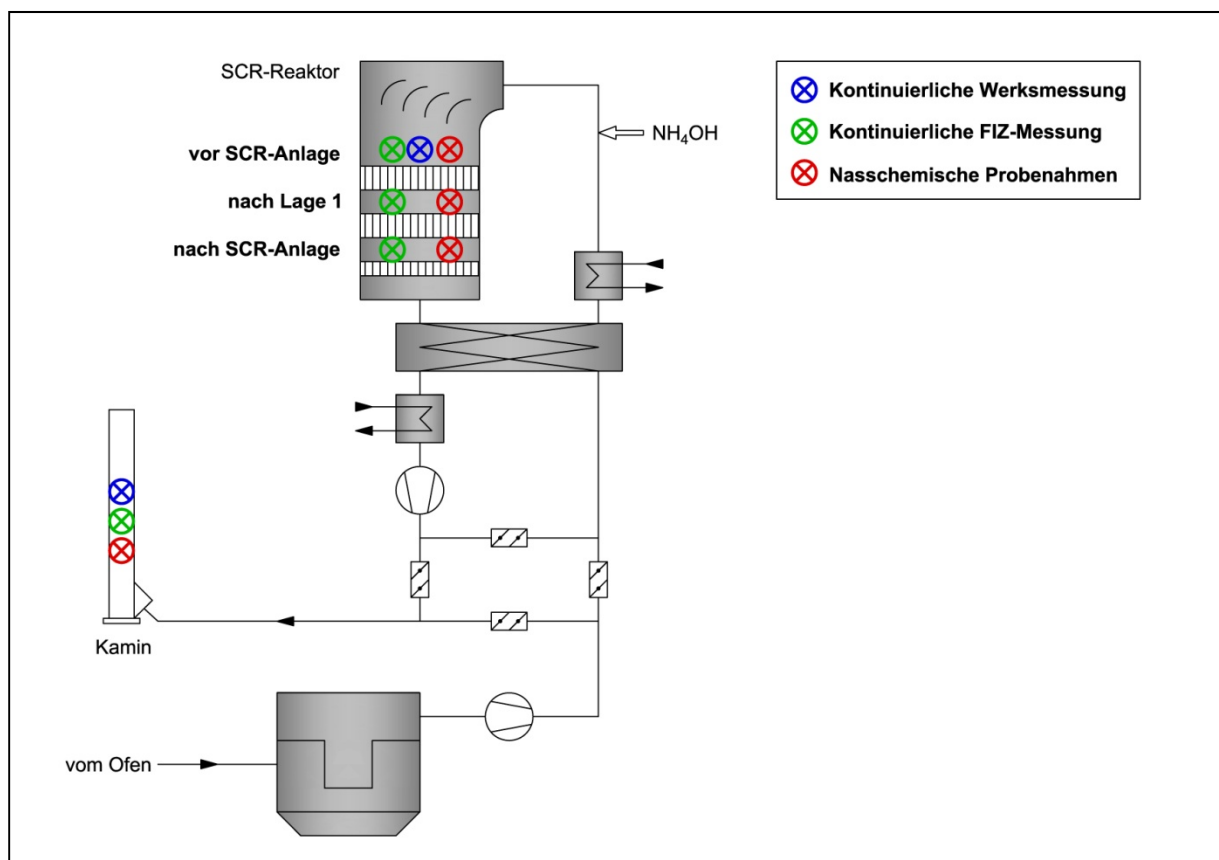 SCR-Reaktor
vor SCR-Anlage
nach Lage 1
nach SCR-Anlage
NH₄OH
Kontinuierliche Werksmessung
Kontinuierliche FIZ-Messung
Nasschemische Probenahmen
Kamin
vom Ofen